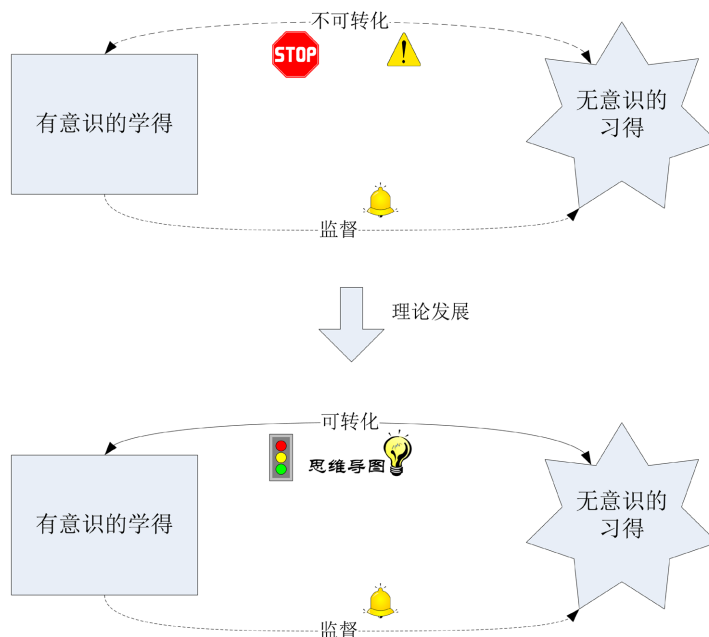 不可转化
STOP
有意识的学得
无意识的
习得
监督
理论发展
可转化
思维导图
有意识的学得
无意识的
习得
监督